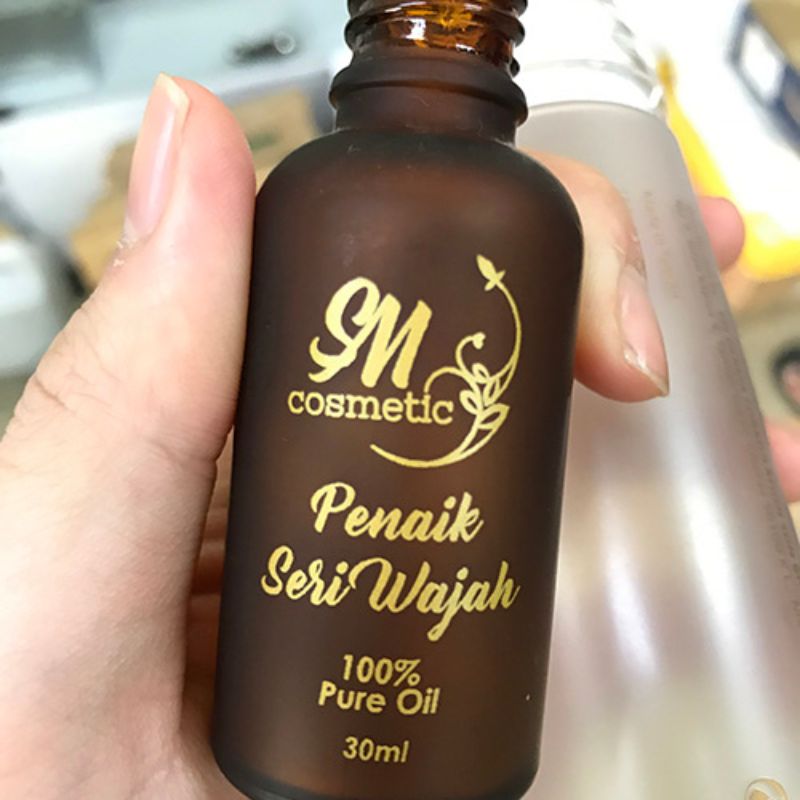 SM
cosmetic
Penaik
Seri Wajah
100%
Pure Oil
30ml